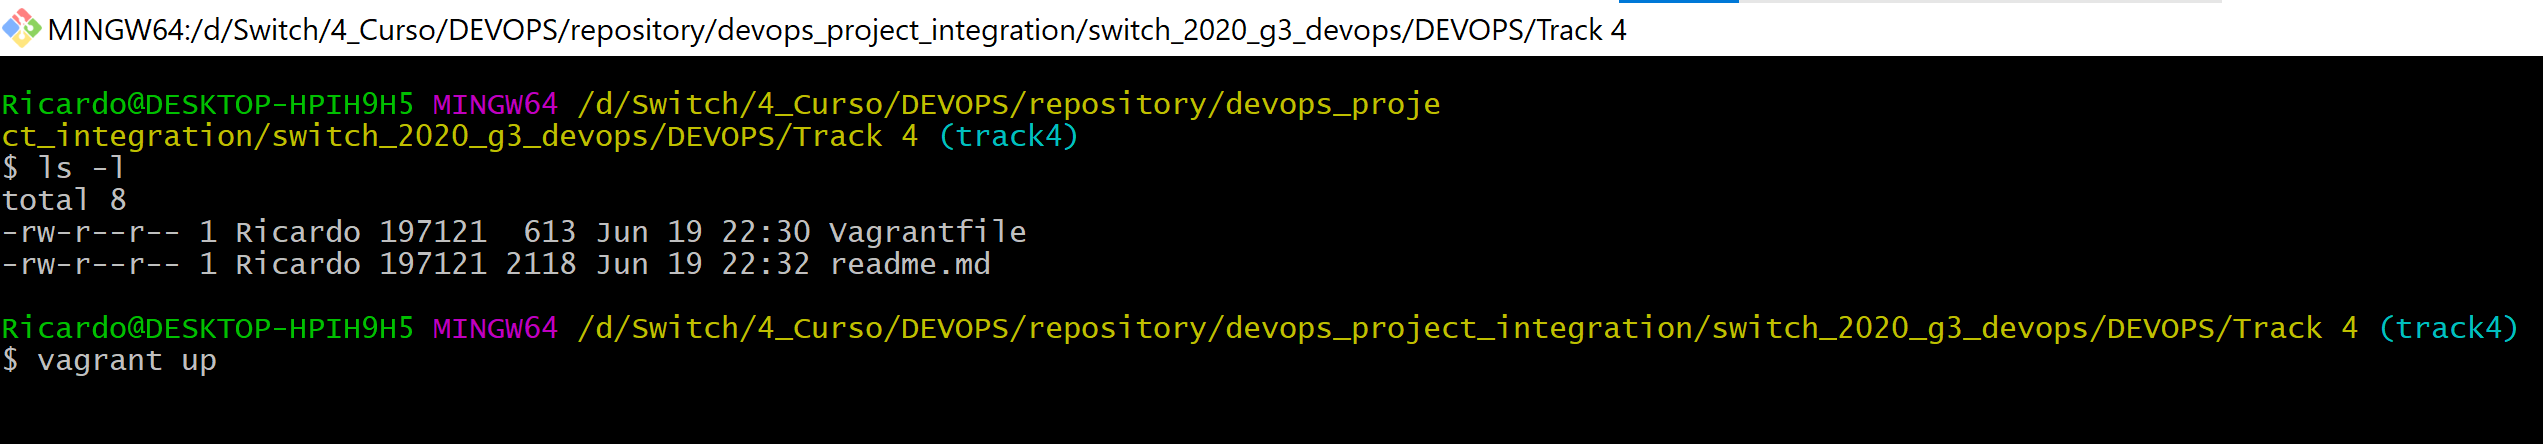 MINGW64:/d/Switch/4_Curso/DEVOPS/repository/devops_project_integration/switch_2020_g3_devops/DEVOPS/Track 4
Ricardo@DESKTOP-HPIH9H5 MINGW64 /d/Switch/4_Curso/DEVOPS/repository/devops_proje
ct_integration/switch_2020_g3_devops/DEVOPS/Track 4 (track4)
$ ls -l
total 8
-rw-r--r-- 1 Ricardo 197121  613 Jun 19 22:30 Vagrantfile
-rw-r--r-- 1 Ricardo 197121 2118 Jun 19 22:32 readme.md
Ricardo@DESKTOP-HPIH9H5 MINGW64 /d/Switch/4_Curso/DEVOPS/repository/devops_project_integration/switch_2020_g3_devops/DEVOPS/Track 4 (track4)
$ vagrant up